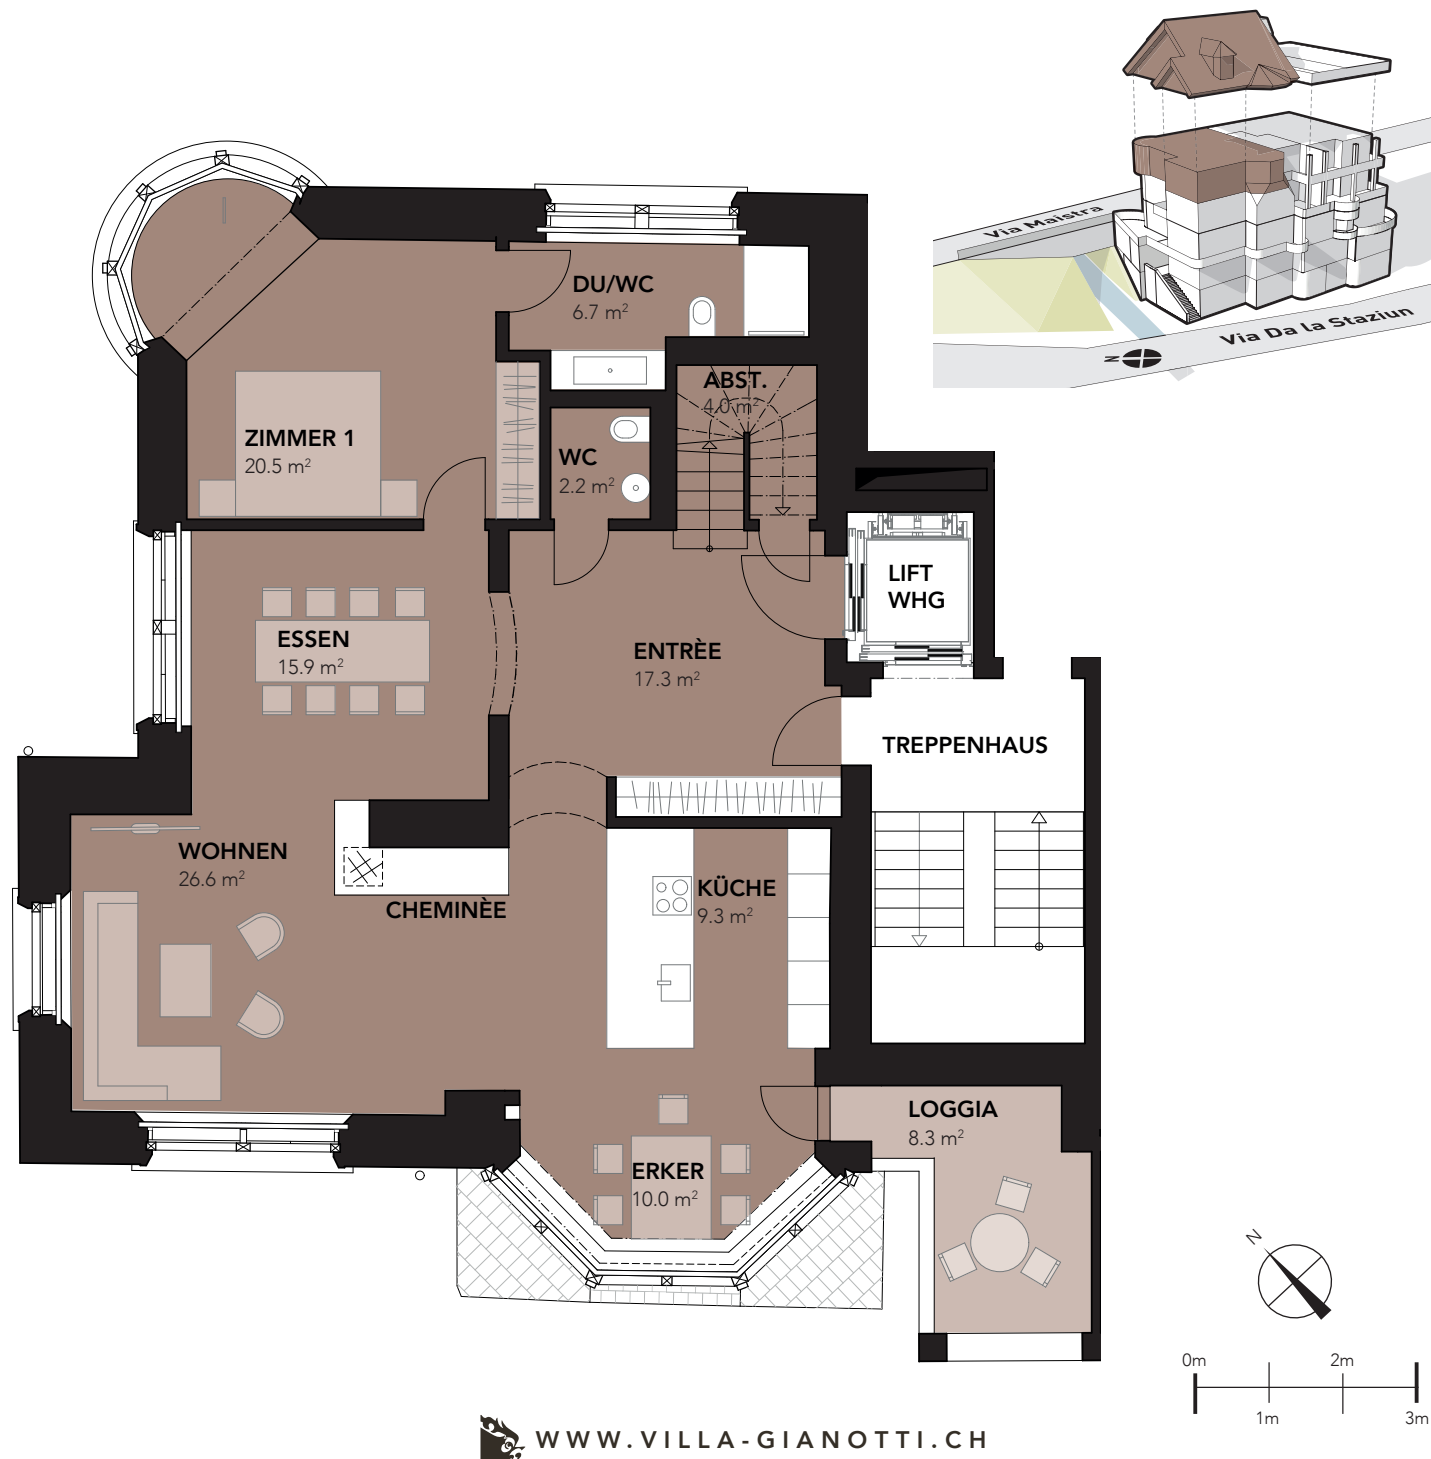 Via Maistra
Via Da La Staziun
N
DU/WC
6.7 m²
ABST.
4.0 m²
ZIMMER 1
20.5 m²
WC
2.2 m²
LIFT
WHG
ESSEN
15.9 m²
ENTRÈE
17.3 m²
TREPPENHAUS
WOHNEN
26.6 m²
KÜCHE
9.3 m²
CHEMINÈE
LOGGIA
8.3 m²
ERKER
10.0 m²
N
0m
2m
1m
3m
WWW.VILLA-GIANOTTI.CH